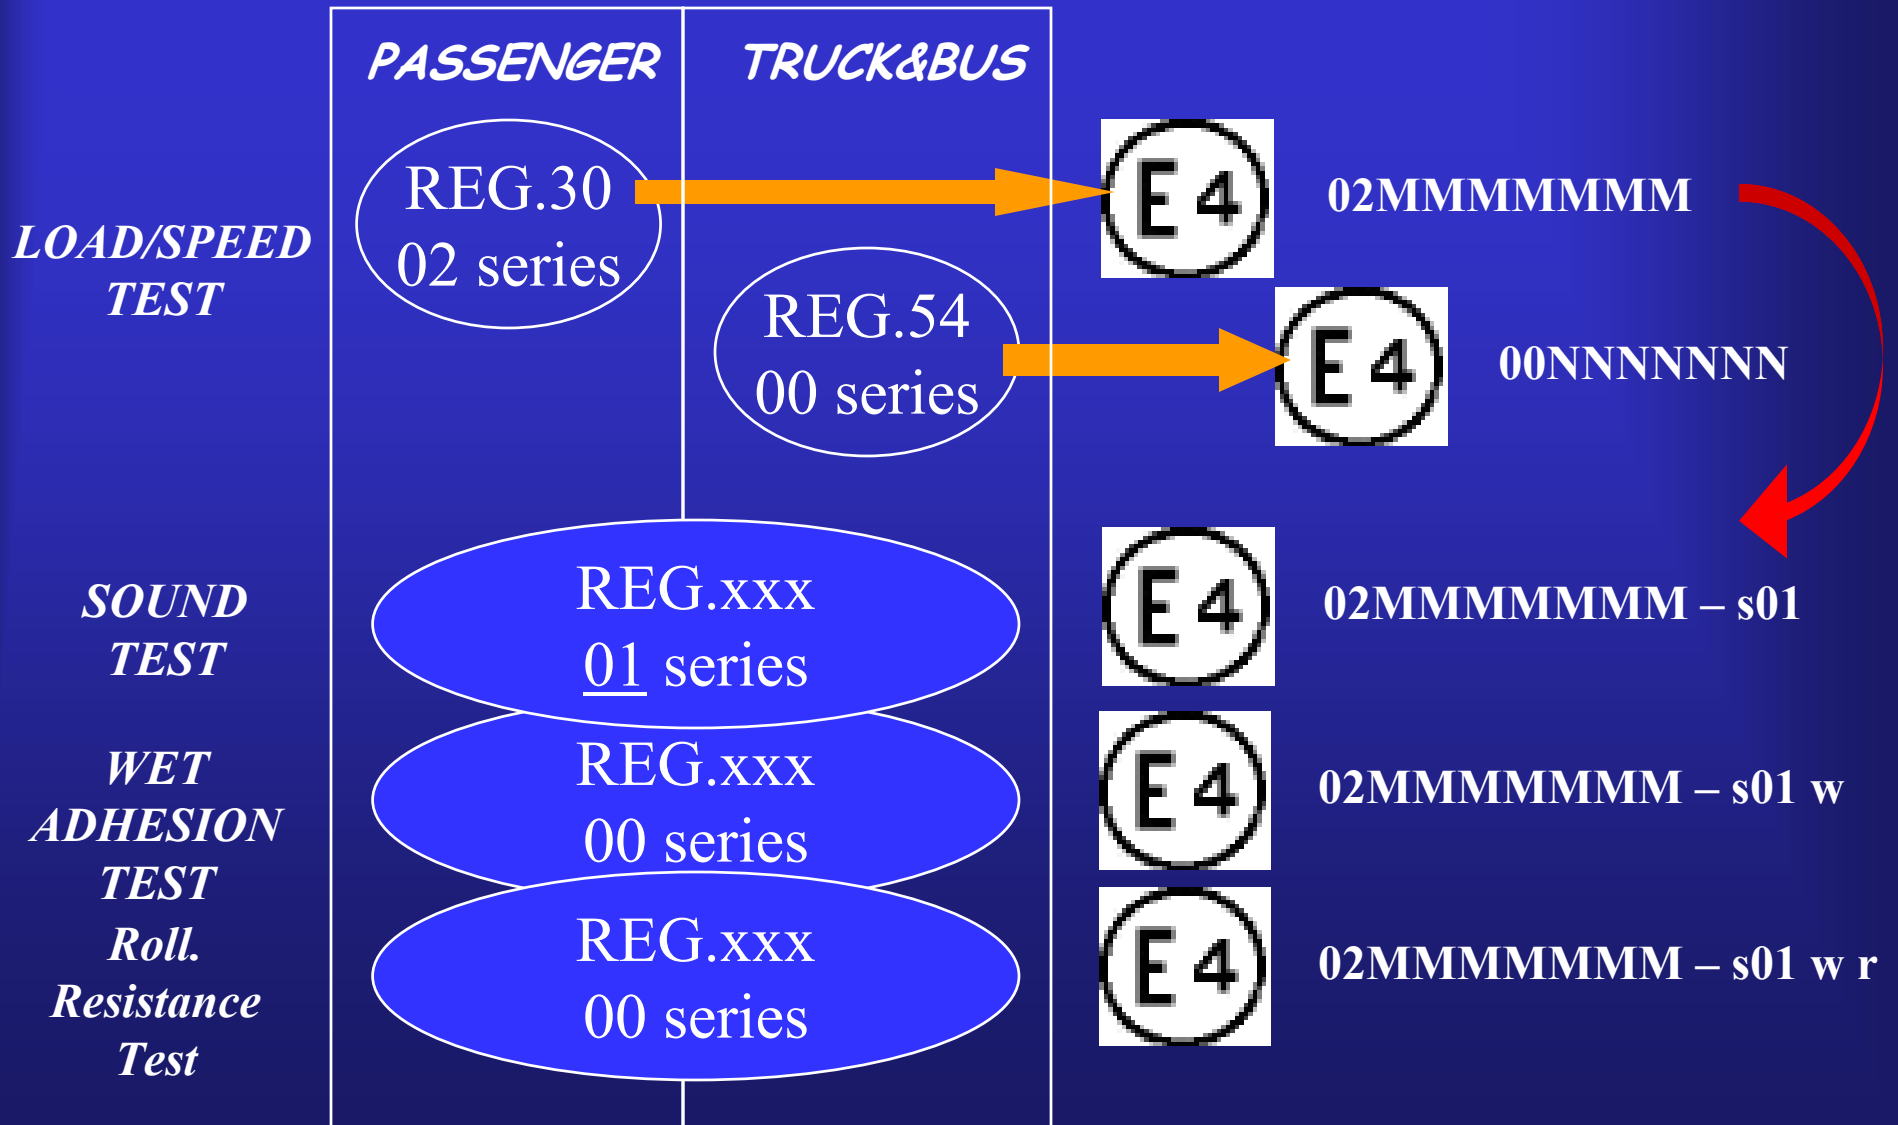 PASSENGER
TRUCK&BUS
LOAD/SPEED
TEST
REG.30
02 series
E 4
02MMMMMMM
REG.54
00 series
E 4
00NNNNNNN
SOUND
TEST
REG.xxx
01 series
E 4
02MMMMMMM – s01
WET
ADHESION
TEST
REG.xxx
00 series
E 4
02MMMMMMM – s01 w
Roll.
Resistance
Test
REG.xxx
00 series
E 4
02MMMMMMM – s01 w r